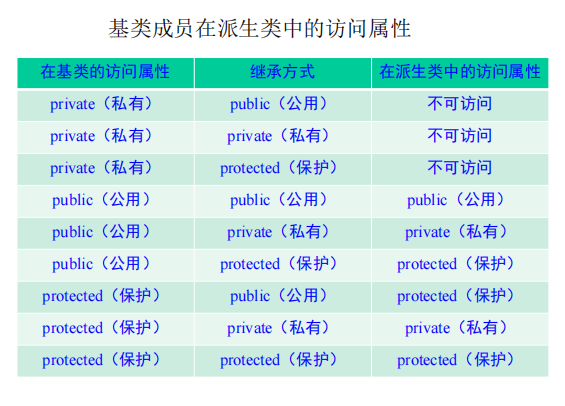 基类成员在派生类中的访问属性
在基类的访问属性 继承方式 在派生类中的访问属性
private（私有） public（公用） 不可访问
private（私有） private（私有） 不可访问
private（私有） protected（保护） 不可访问
public（公用） public（公用） public（公用）
public（公用） private（私有） private（私有）
public（公用） protected（保护） protected（保护）
protected（保护） public（公用） protected（保护）
protected（保护） private（私有） private（私有）
protected（保护） protected（保护） protected（保护）